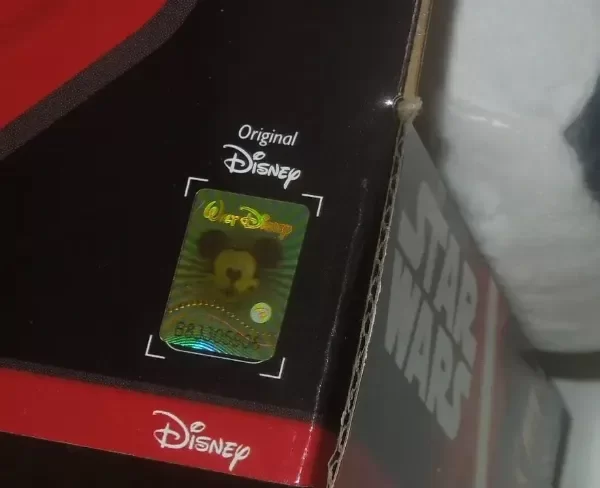 Original
Disney
Walt Disney
Disney
STAR
WARS